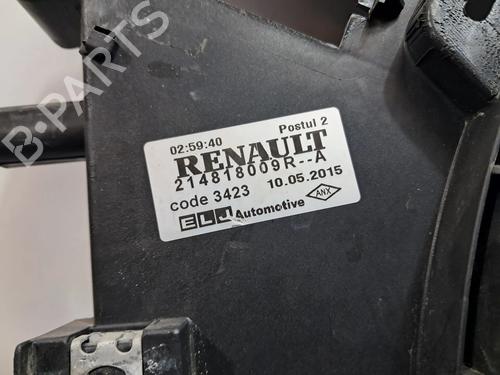 B-PARTS
02:59:40 Postul 2
RENAULT
214818009R--A
code 3423 10.05.2015
ELJ Automotive
ANX